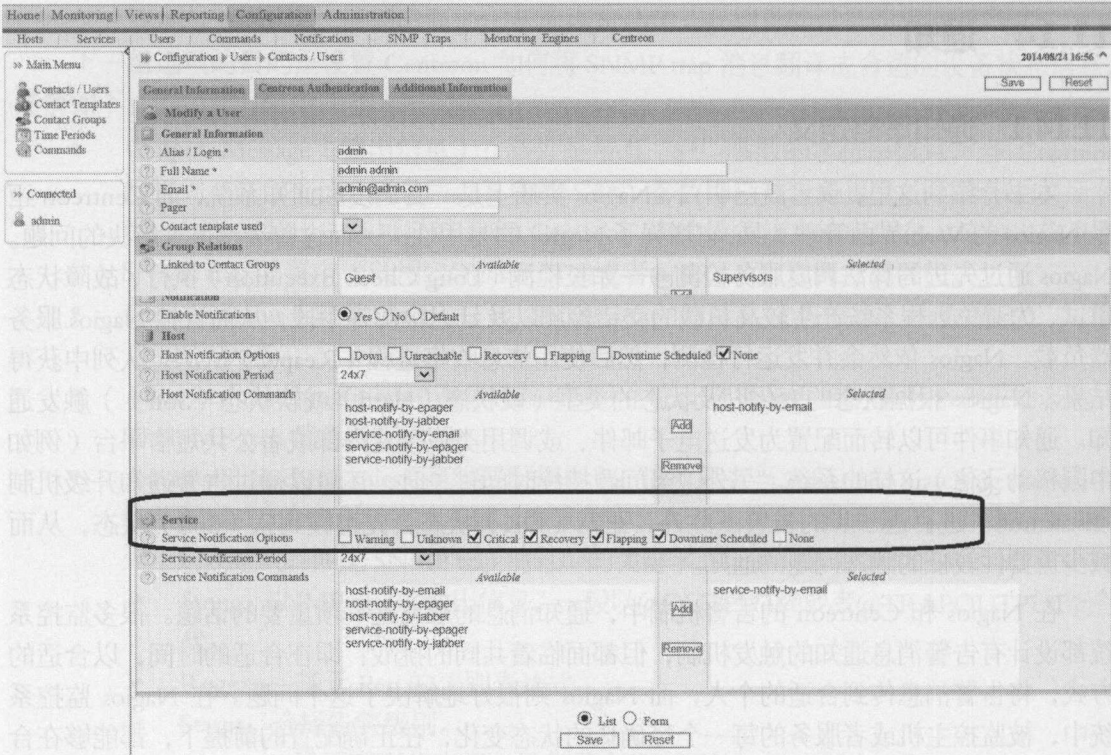 Home| Monitoring| Views| Reporting| Configuration| Administration|
Hosts | Services | Users | Commands | Notifications | SNMP Traps | Monitoring Engines | Centreon
Main Menu
Contacts / Users
Contact Templates
Contact Groups
Time Periods
Commands
Connected
admin
Configuration Users Contacts / Users
2014/08/24 16:56
General Information Centreon Authentication Additional Information
Save Reset
Modify a User
General Information
Alias / Login * admin
Full Name * admin admin
Email * admin@admin.com
Pager
Contact template used
Group Relations
Linked to Contact Groups Available Selected
Guest Supervisors
Notification
Enable Notifications Yes No Default
Host
Host Notification Options Down Unreachable Recovery Flapping Downtime Scheduled None
Host Notification Period 24x7
Host Notification Commands Available Selected
host-notify-by-epager host-notify-by-email
host-notify-by-jabber
service-notify-by-email Add
service-notify-by-epager
service-notify-by-jabber
Remove
Service
Service Notification Options Warning Unknown Critical Recovery Flapping Downtime Scheduled None
Service Notification Period 24x7
Service Notification Commands Available Selected
host-notify-by-email service-notify-by-email
host-notify-by-epager
host-notify-by-jabber Add
service-notify-by-epager
service-notify-by-jabber
Remove
List Form
Save Reset